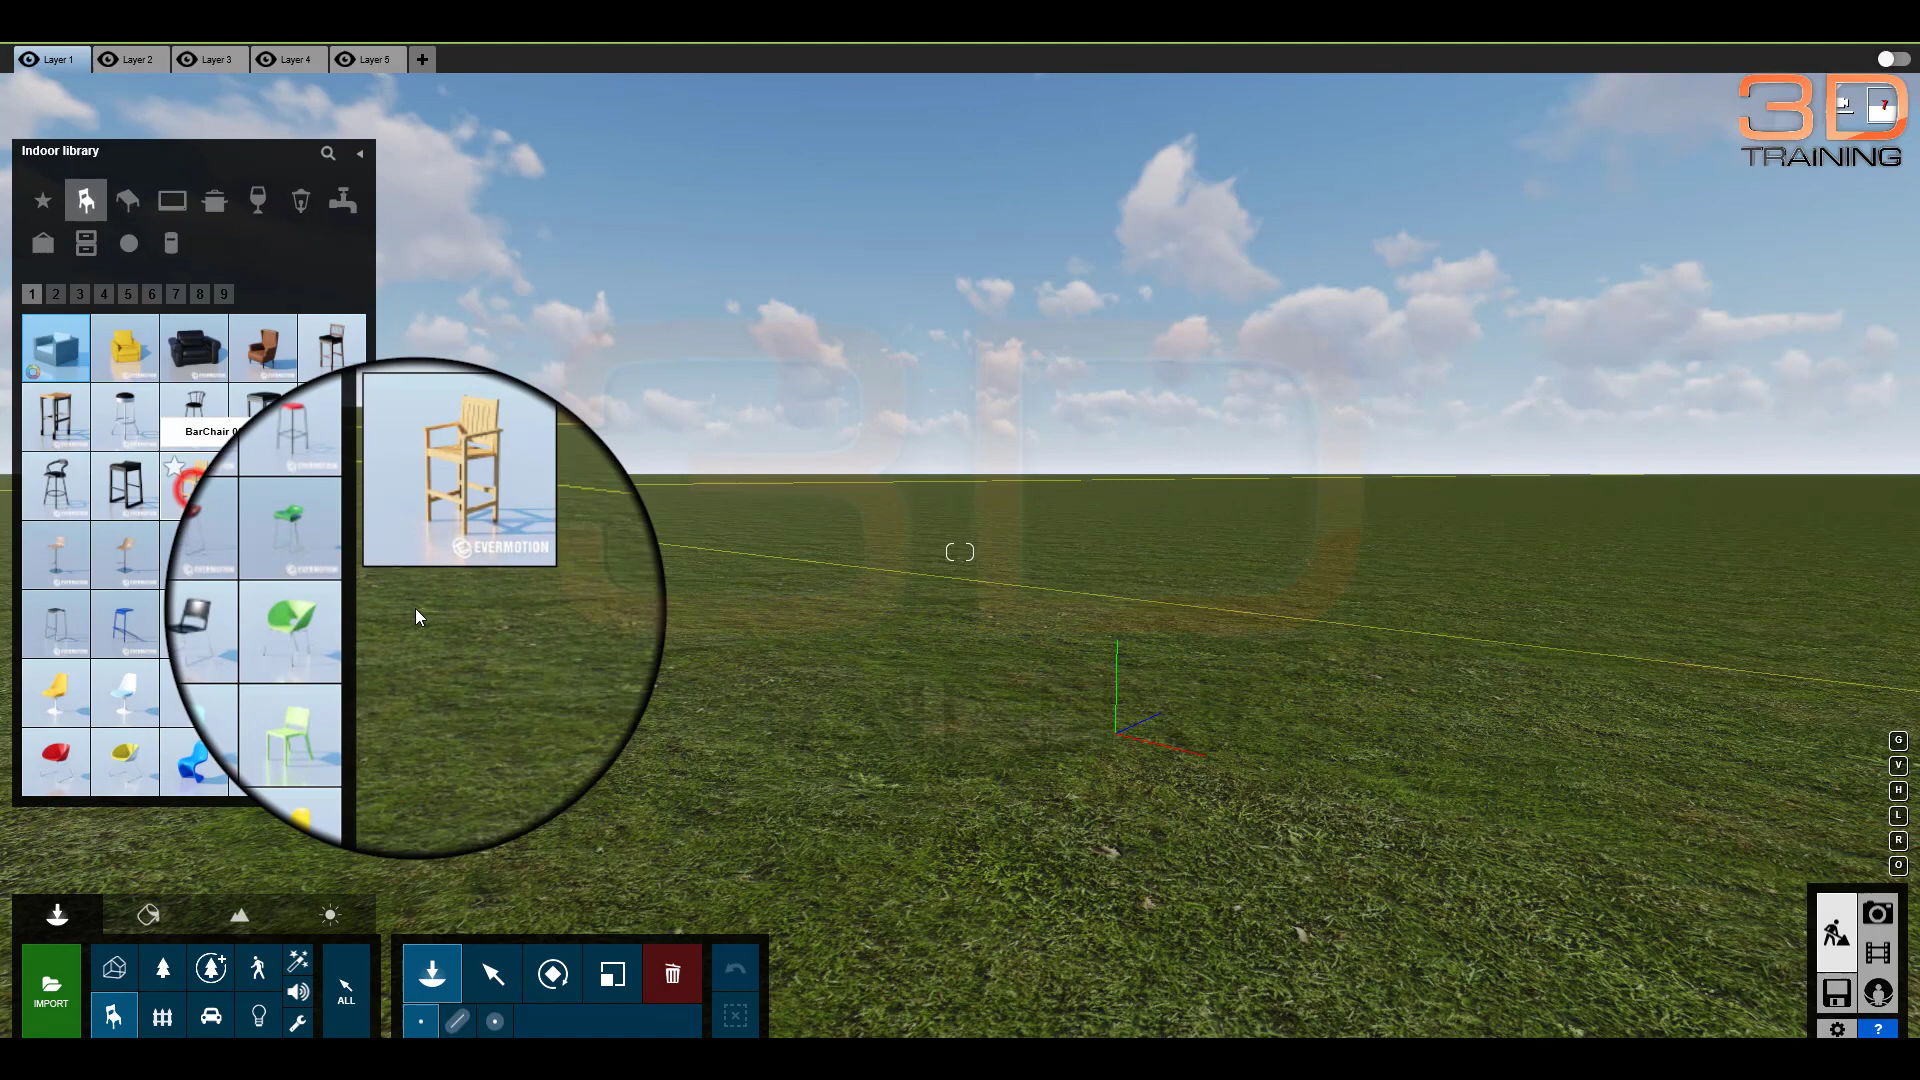 Layer 1
Layer 2
Layer 3
Layer 4
Layer 5
3D
TRAINING
Indoor library
1 2 3 4 5 6 7 8 9
BarChair
EVERMOTION
G
V
H
L
R
O
IMPORT
ALL
?